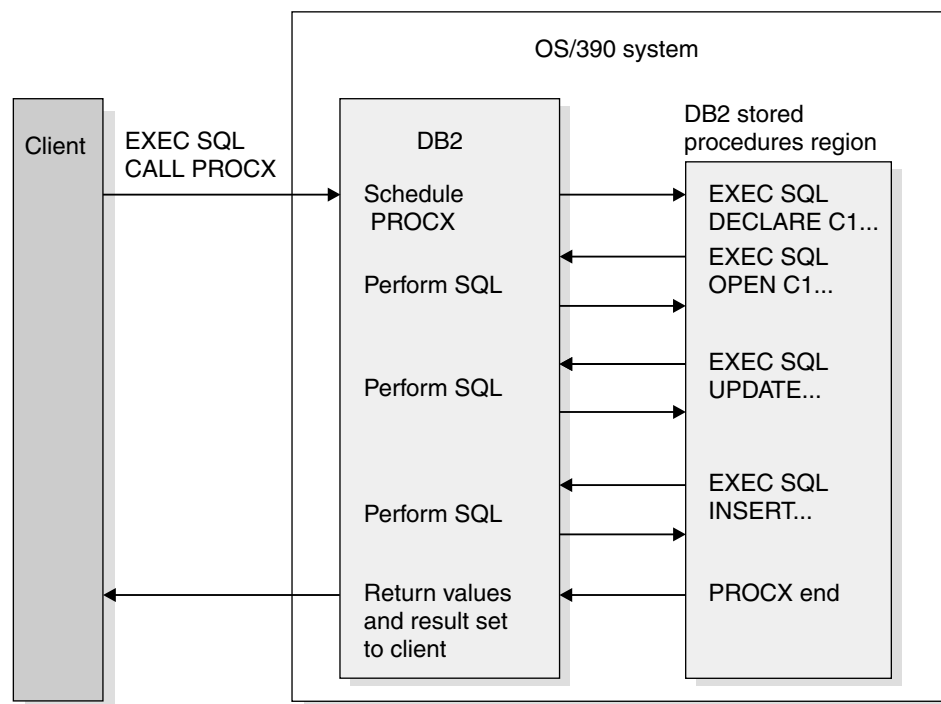 OS/390 system
Client
EXEC SQL
CALL PROCX
DB2
Schedule
PROCX
Perform SQL
Perform SQL
Perform SQL
Return values
and result set
to client
DB2 stored
procedures region
EXEC SQL
DECLARE C1...
EXEC SQL
OPEN C1...
EXEC SQL
UPDATE...
EXEC SQL
INSERT...
PROCX end